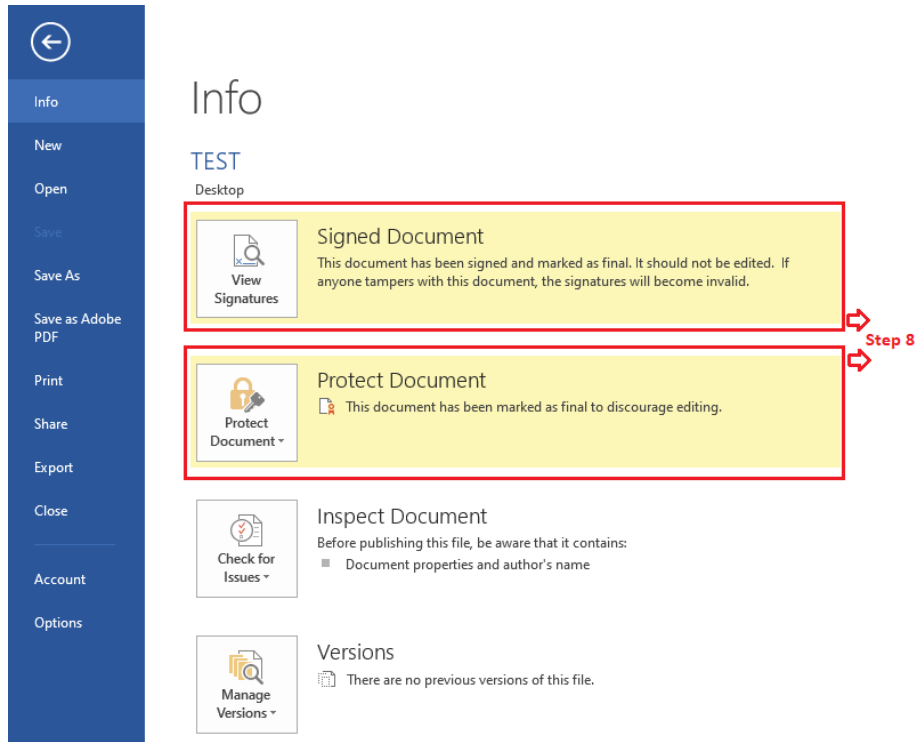 Info
New
Open
Save
Save As
Save as Adobe
PDF
Print
Share
Export
Close
Account
Options
Info
TEST
Desktop
View
Signatures
Signed Document
This document has been signed and marked as final. It should not be edited.  If
anyone tampers with this document, the signatures will become invalid.
Step 8
Protect
Document
Protect Document
This document has been marked as final to discourage editing.
Check for
Issues
Inspect Document
Before publishing this file, be aware that it contains:
Document properties and author's name
Manage
Versions
Versions
There are no previous versions of this file.